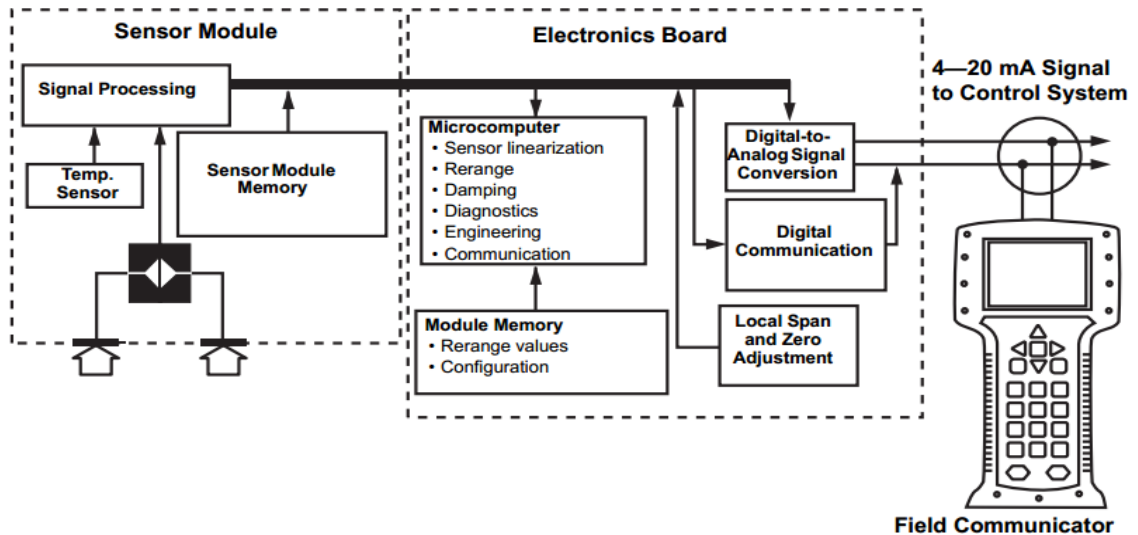 Sensor Module
Signal Processing
Temp.
Sensor
Sensor Module
Memory
Electronics Board
Microcomputer
• Sensor linearization
• Rerange
• Damping
• Diagnostics
• Engineering
• Communication
Module Memory
• Rerange values
• Configuration
Digital-to-
Analog Signal
Conversion
Digital
Communication
Local Span
and Zero
Adjustment
4—20 mA Signal
to Control System
Field Communicator